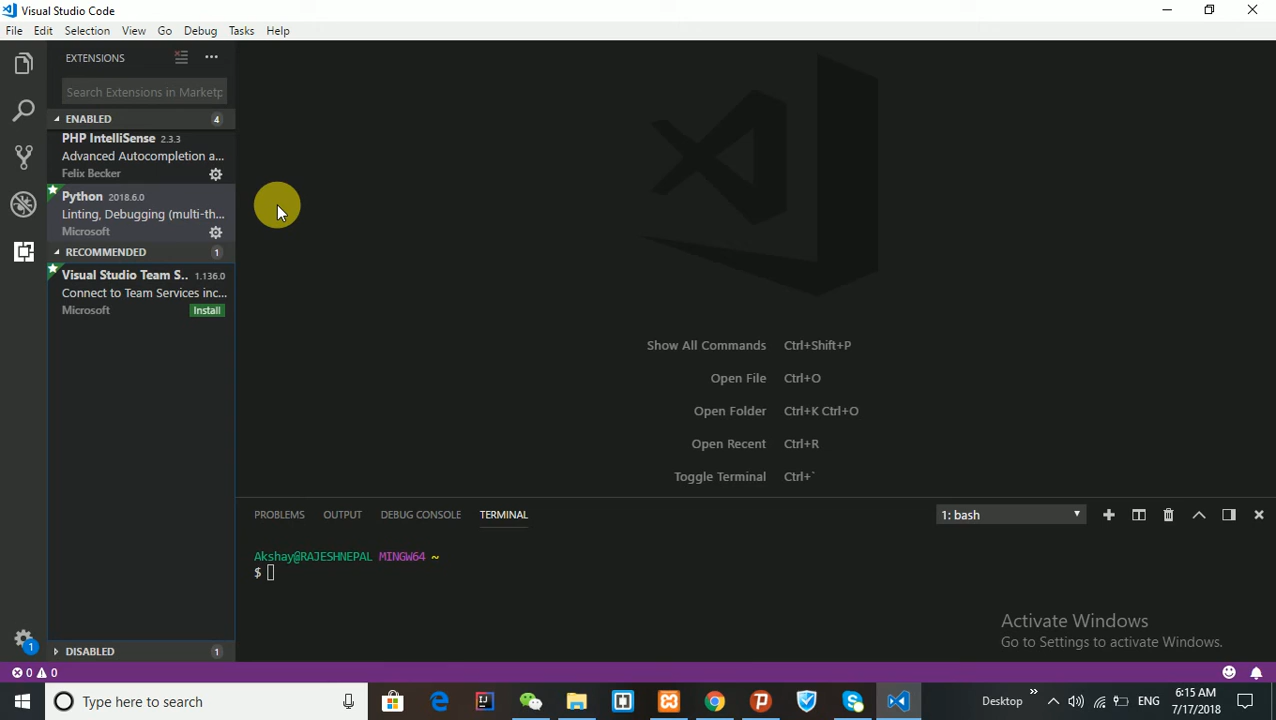 Visual Studio Code
File Edit Selection View Go Debug Tasks Help
EXTENSIONS
Search Extensions in Marketp
ENABLED 4
PHP IntelliSense 2.3.3
Advanced Autocompletion a...
Felix Becker
Python 2018.6.0
Linting, Debugging (multi-th...
Microsoft
RECOMMENDED 1
Visual Studio Team S.. 1.136.0
Connect to Team Services inc...
Microsoft Install
Show All Commands Ctrl+Shift+P
Open File Ctrl+O
Open Folder Ctrl+K Ctrl+O
Open Recent Ctrl+R
Toggle Terminal Ctrl+`
PROBLEMS OUTPUT DEBUG CONSOLE TERMINAL 1: bash
Akshay@RAJESHNEPAL MINGW64 ~
$
Activate Windows
Go to Settings to activate Windows.
DISABLED 1
1
0 0
Type here to search Desktop ENG 6:15 AM
7/17/2018